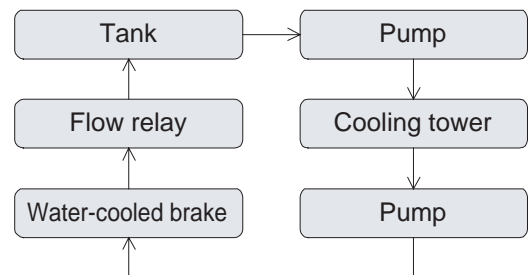 Tank
Pump
Flow relay
Cooling tower
Water-cooled brake
Pump